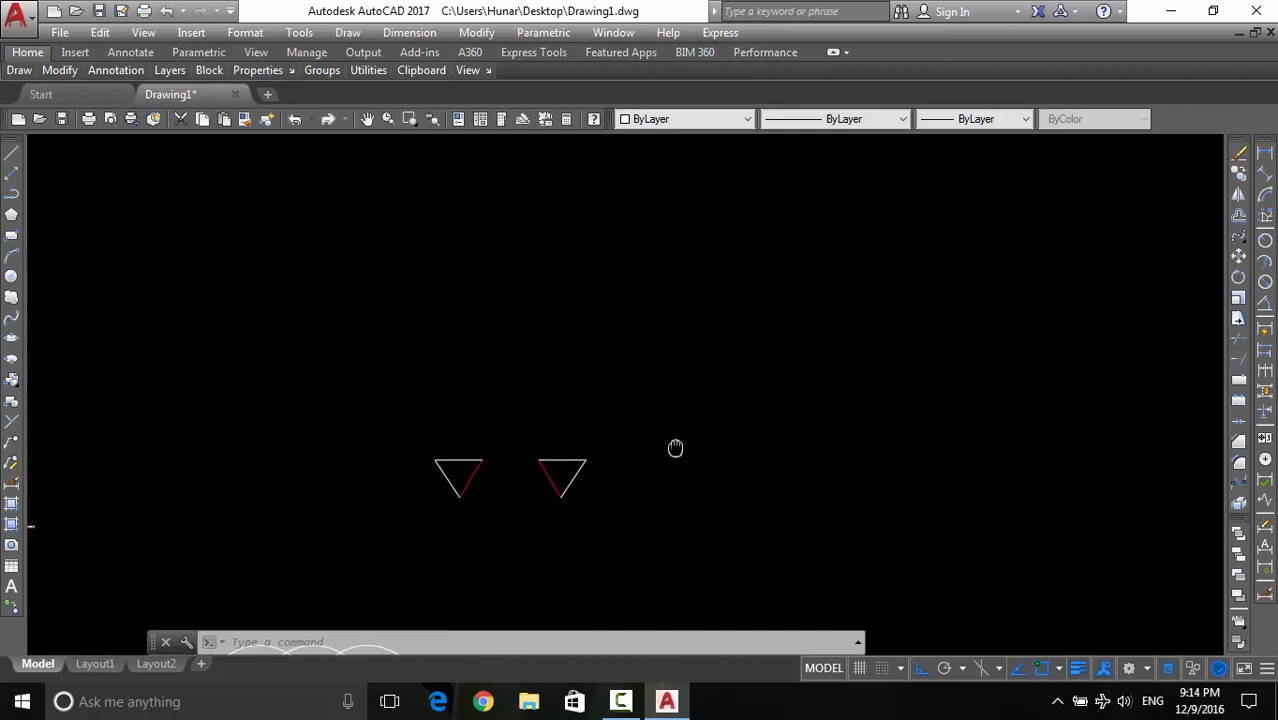 Autodesk AutoCAD 2017 C:\Users\Hunar\Desktop\Drawing1.dwg Type a keyword or phrase Sign In
File Edit View Insert Format Tools Draw Dimension Modify Parametric Window Help Express
Home Insert Annotate Parametric View Manage Output Add-ins A360 Express Tools Featured Apps BIM 360 Performance
Draw Modify Annotation Layers Block Properties Groups Utilities Clipboard View
Start Drawing1*
ByLayer ByLayer ByLayer ByColor
A
Type a command
Model Layout1 Layout2 + MODEL
Ask me anything ENG 9:14 PM
12/9/2016